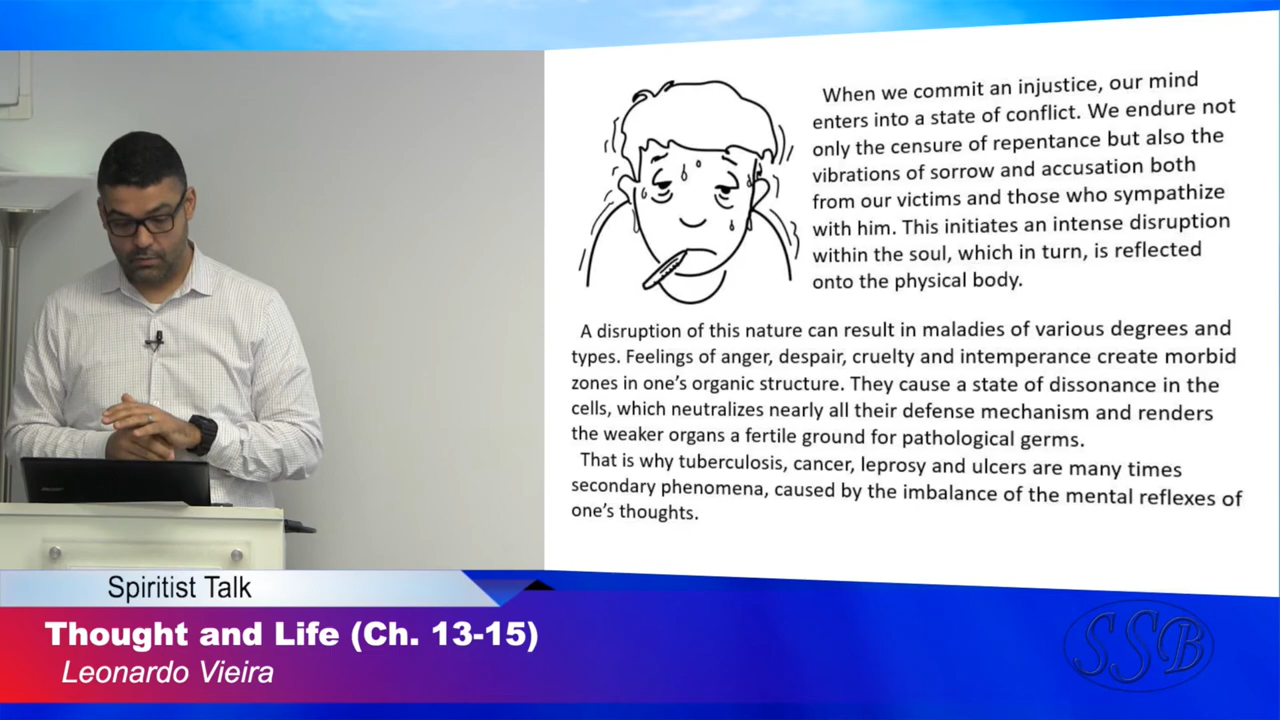 When we commit an injustice, our mind
enters into a state of conflict. We endure not
only the censure of repentance but also the
vibrations of sorrow and accusation both
from our victims and those who sympathize
with him. This initiates an intense disruption
within the soul, which in turn, is reflected
onto the physical body.
A disruption of this nature can result in maladies of various degrees and
types. Feelings of anger, despair, cruelty and intemperance create morbid
zones in one's organic structure. They cause a state of dissonance in the
cells, which neutralizes nearly all their defense mechanism and renders
the weaker organs a fertile ground for pathological germs.
That is why tuberculosis, cancer, leprosy and ulcers are many times
secondary phenomena, caused by the imbalance of the mental reflexes of
one's thoughts.
Spiritist Talk
Thought and Life (Ch. 13-15)
Leonardo Vieira
SSB